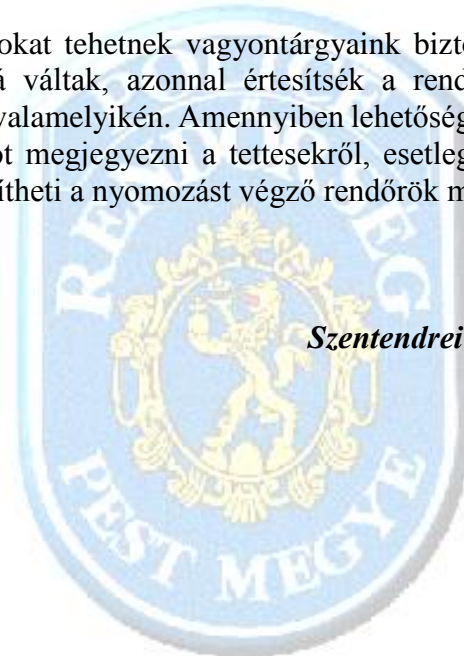 okat tehetnek vagyontárgyaink bizto
á váltak, azonnal értesítsék a rend
valamelyikén. Amennyiben lehetőség
ot megjegyezni a tettesekről, esetleg
ítheti a nyomozást végző rendőrök m
RENDŐRSÉG
Szentendrei
PEST MEGYE